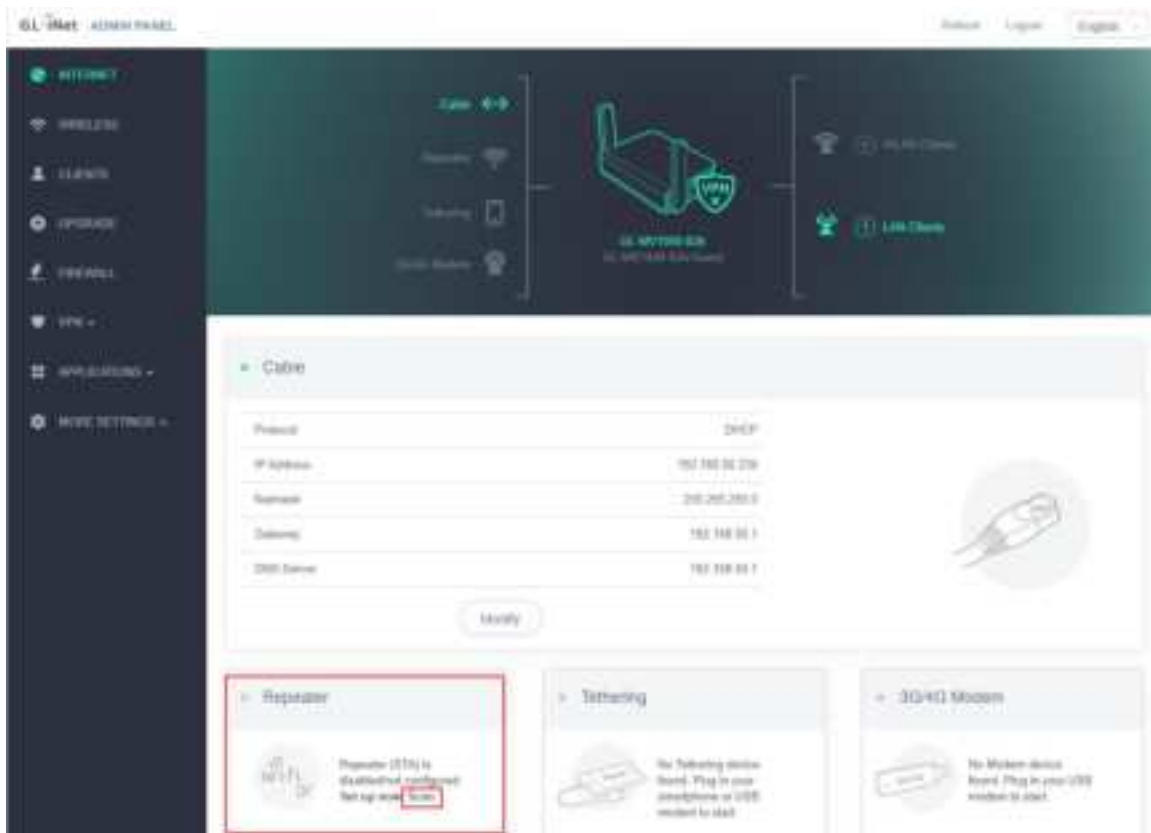 GL·iNet ADMIN PANEL
Reboot Logout English
INTERNET
WIRELESS
CLIENTS
UPGRADE
FIREWALL
VPN
APPLICATIONS
MORE SETTINGS
Cable
Repeater
Tethering
3G/4G Modem
VPN
WLAN Clients
LAN Clients
Cable
Protocol DHCP
IP Address
Netmask 255.255.255.0
Gateway
DNS Server
Modify
Repeater
Repeater (STA) is
disabled/not configured.
Set up now: Scan
Tethering
No Tethering device
found. Plug in your
smartphone or USB
modem to start.
3G/4G Modem
No Modem device
found. Plug in your USB
modem to start.